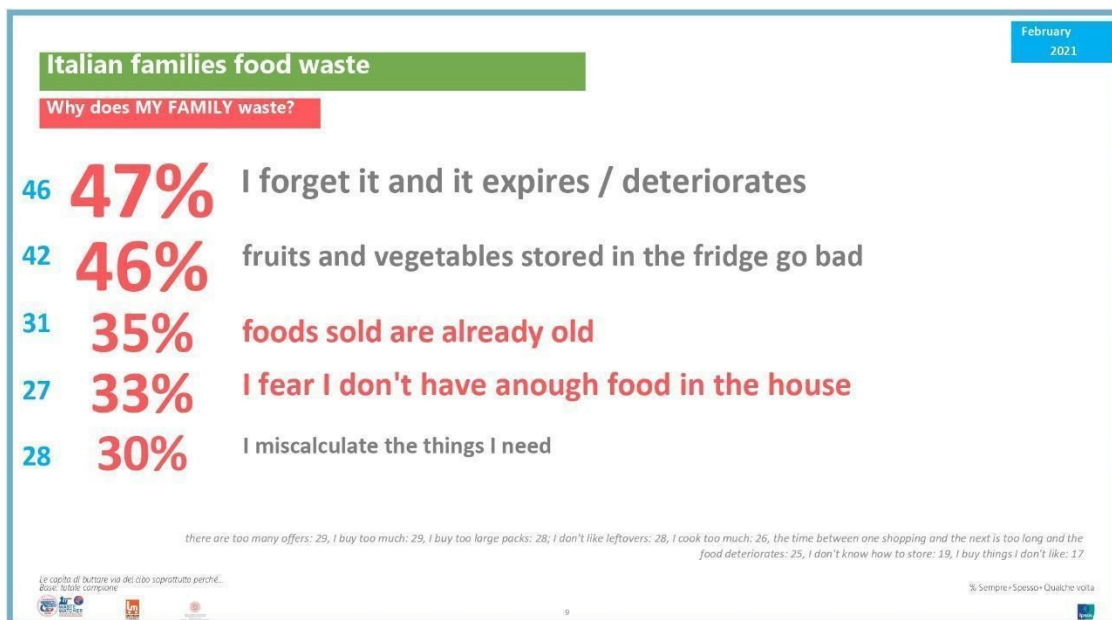 February
2021
Italian families food waste
Why does MY FAMILY waste?
46 47% I forget it and it expires / deteriorates
42 46% fruits and vegetables stored in the fridge go bad
31 35% foods sold are already old
27 33% I fear I don't have anough food in the house
28 30% I miscalculate the things I need
there are too many offers: 29, I buy too much: 29, I buy too large packs: 28; I don't like leftovers: 28, I cook too much: 26, the time between one shopping and the next is too long and the
food deteriorates: 25, I don't know how to store: 19, I buy things I don't like: 17
Le capita di buttare via del cibo soprattutto perché...
Base: totale campione
% Sempre+Spesso+Qualche volta
WASTE
WATCHER
lm
9
Ipsos